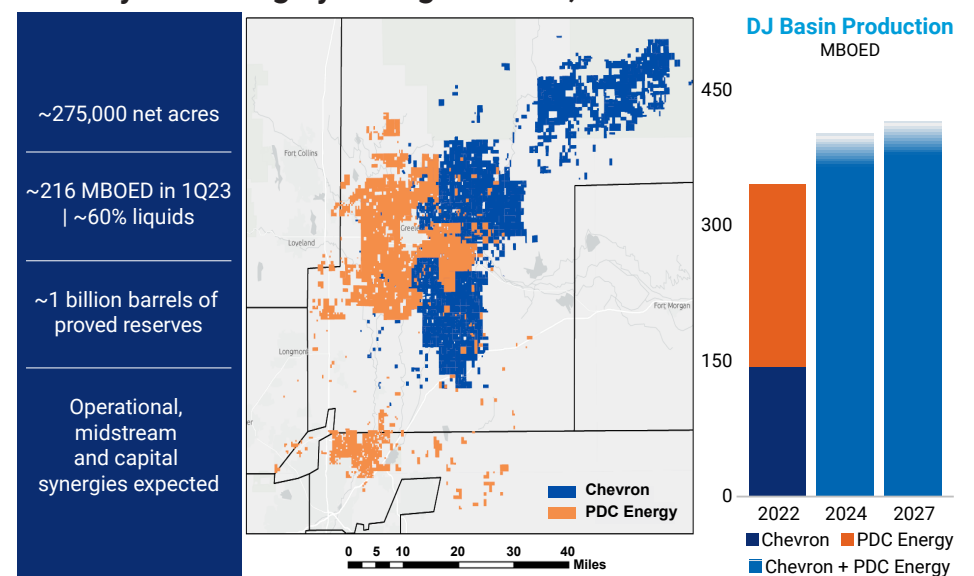 ~275,000 net acres
~216 MBOED in 1Q23
| ~60% liquids
~1 billion barrels of
proved reserves
Operational,
midstream
and capital
synergies expected
Fort Collins
Loveland
Longmont
Fort Morgan
Chevron
PDC Energy
0 5 10 20 30 40
Miles
DJ Basin Production
MBOED
450
300
150
0
2022 2024 2027
Chevron PDC Energy
Chevron + PDC Energy